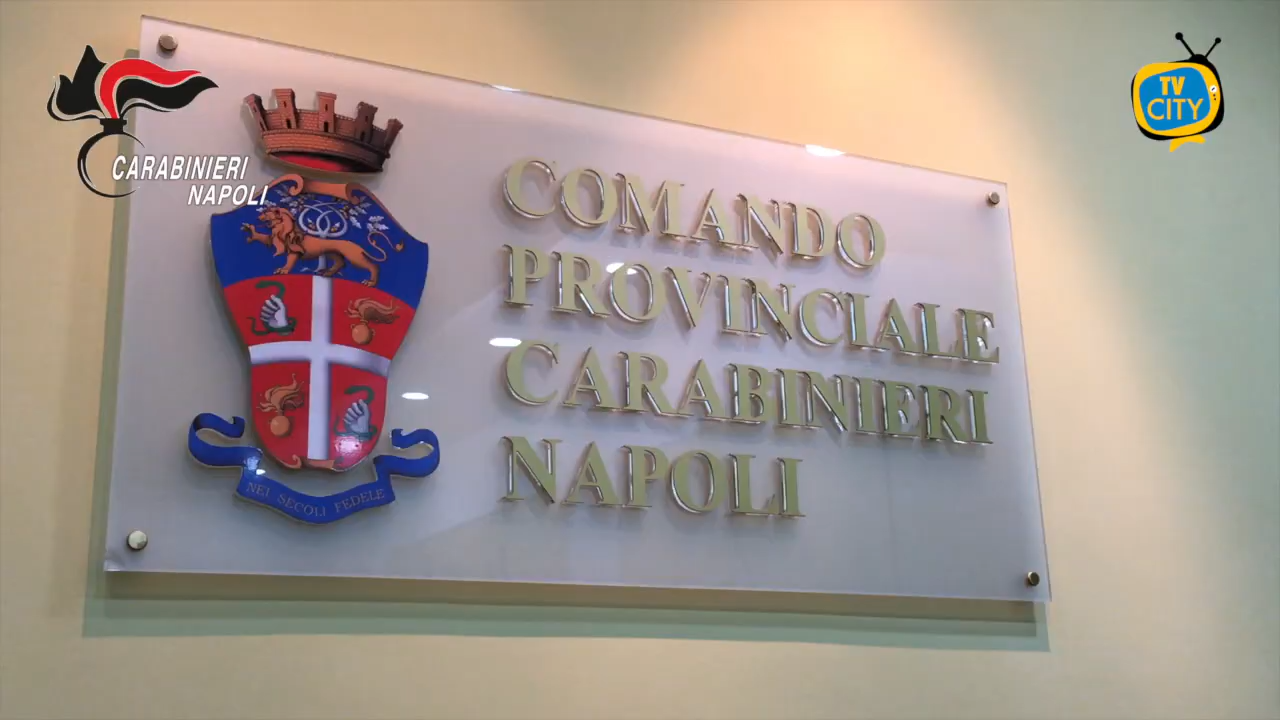 CARABINIERI
NAPOLI
TV
CITY
COMANDO
PROVINCIALE
CARABINIERI
NAPOLI
NEI SECOLI FEDELE